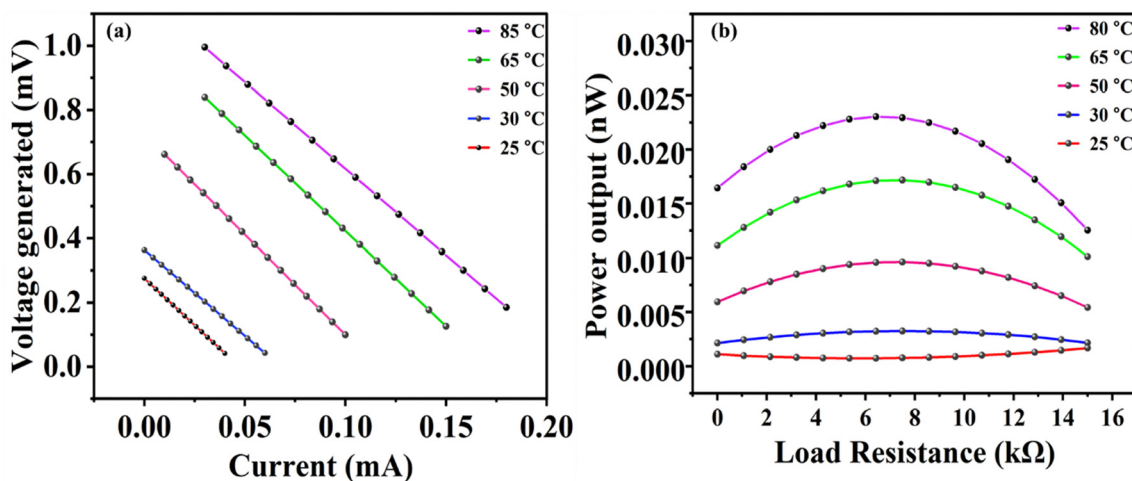 (a)
85 °C
65 °C
50 °C
30 °C
25 °C
Voltage generated (mV)
1.0
0.8
0.6
0.4
0.2
0.0
0.00 0.05 0.10 0.15 0.20
Current (mA)
(b)
80 °C
65 °C
50 °C
30 °C
25 °C
Power output (nW)
0.030
0.025
0.020
0.015
0.010
0.005
0.000
0 2 4 6 8 10 12 14 16
Load Resistance (kΩ)